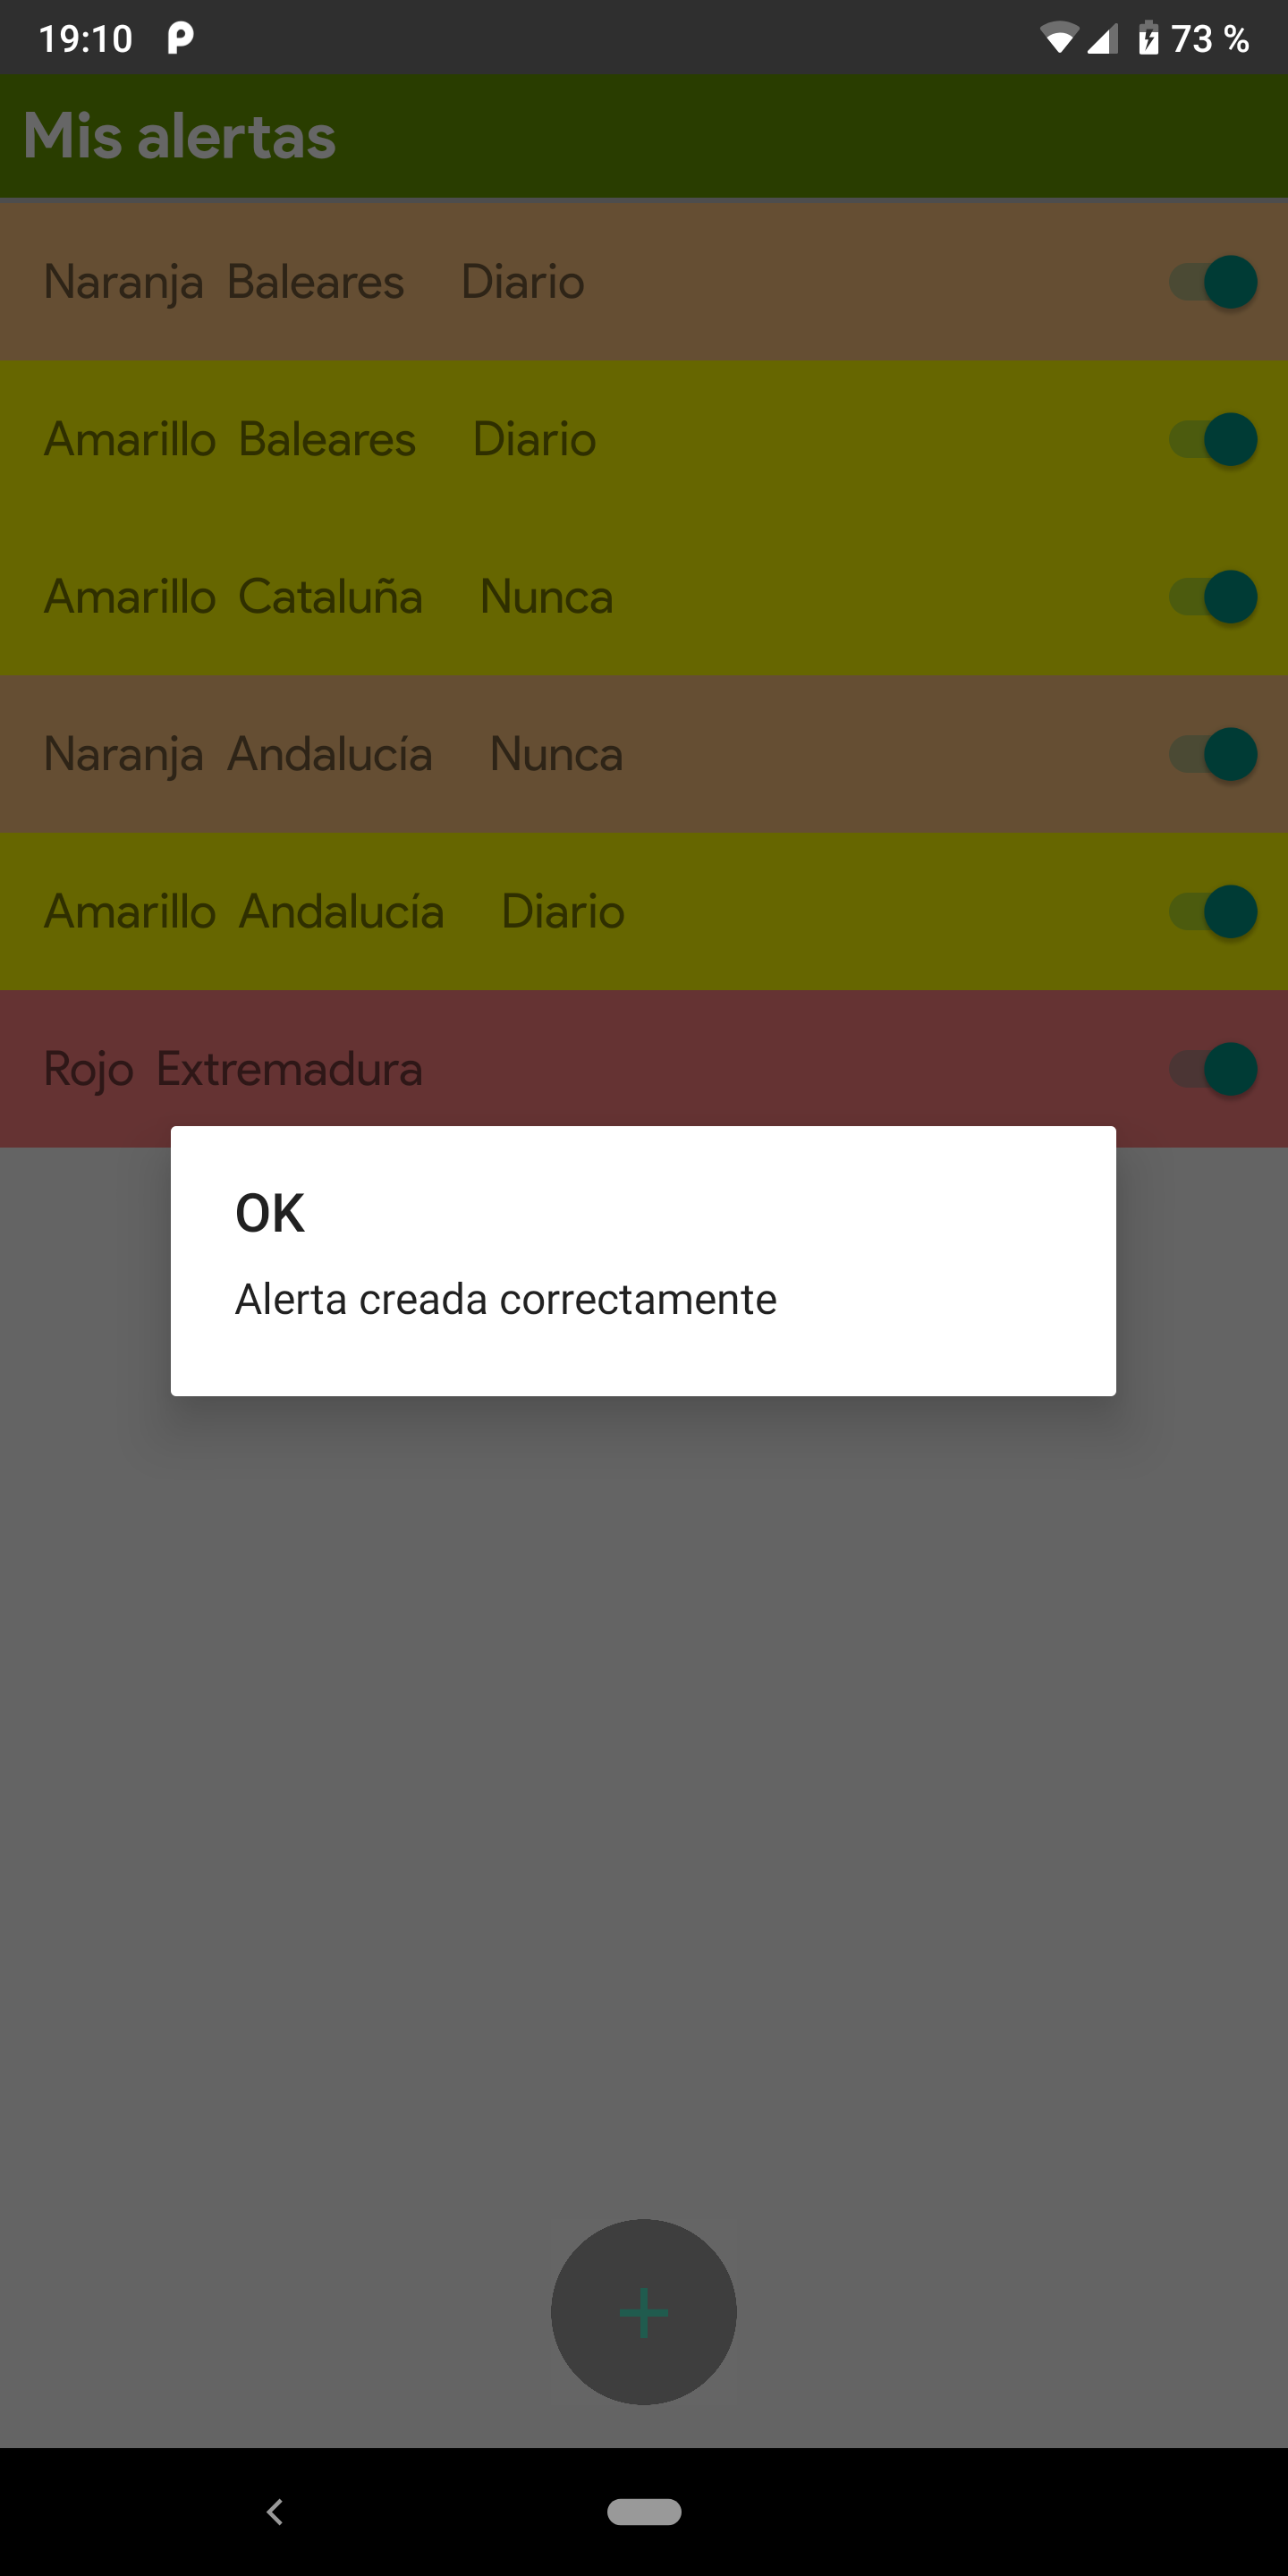 19:10 73 %
Mis alertas
Naranja Baleares Diario
Amarillo Baleares Diario
Amarillo Cataluña Nunca
Naranja Andalucía Nunca
Amarillo Andalucía Diario
Rojo Extremadura
OK
Alerta creada correctamente
+